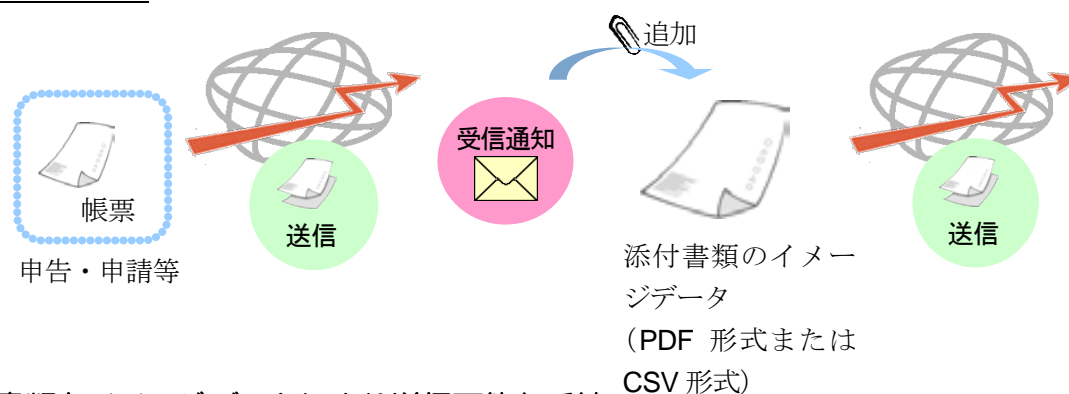 追加
受信通知
帳票
送信
申告・申請等
添付書類のイメー
ジデータ
（PDF 形式または
CSV 形式）
送信